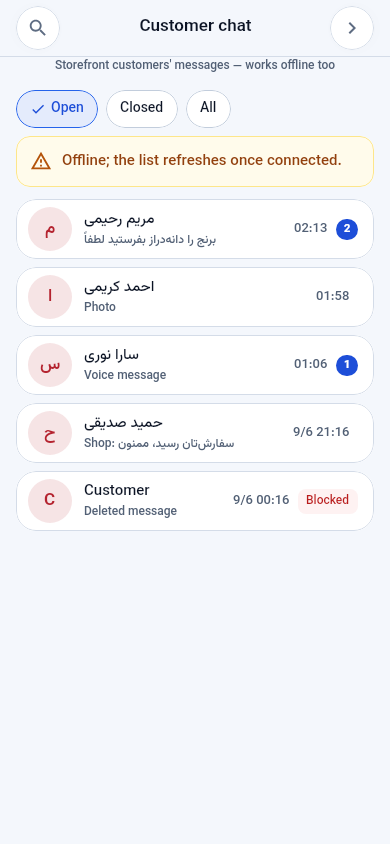 Customer chat
Storefront customers' messages — works offline too
Open
Closed
All
Offline; the list refreshes once connected.
م
مریم رحیمی
برنج را دانه‌دراز بفرستید لطفاً
02:13
2
ا
احمد کریمی
Photo
01:58
س
سارا نوری
Voice message
01:06
1
ح
حمید صدیقی
Shop: سفارش‌تان رسید، ممنون
9/6 21:16
C
Customer
Deleted message
9/6 00:16
Blocked